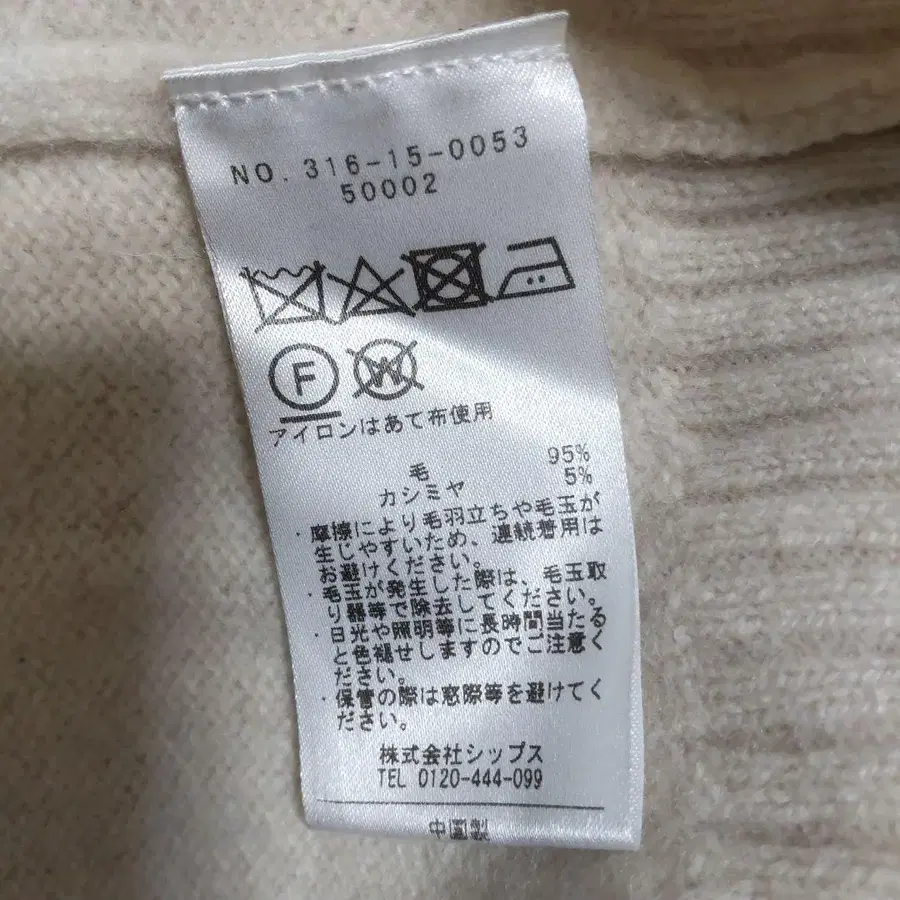 NO. 316-15-0053
50002
F
W
アイロンはあて布使用
毛 95%
カシミヤ 5%
・摩擦により毛羽立ちや毛玉が
生じやすいため、連続着用は
お避けください。
・毛玉が発生した際は、毛玉取
り器等で除去してください。
・日光や照明等に長時間当たる
と色褪せしますのでご注意く
ださい。
・保管の際は窓際等を避けてく
ださい。
株式会社シップス
TEL 0120-444-099
中国製